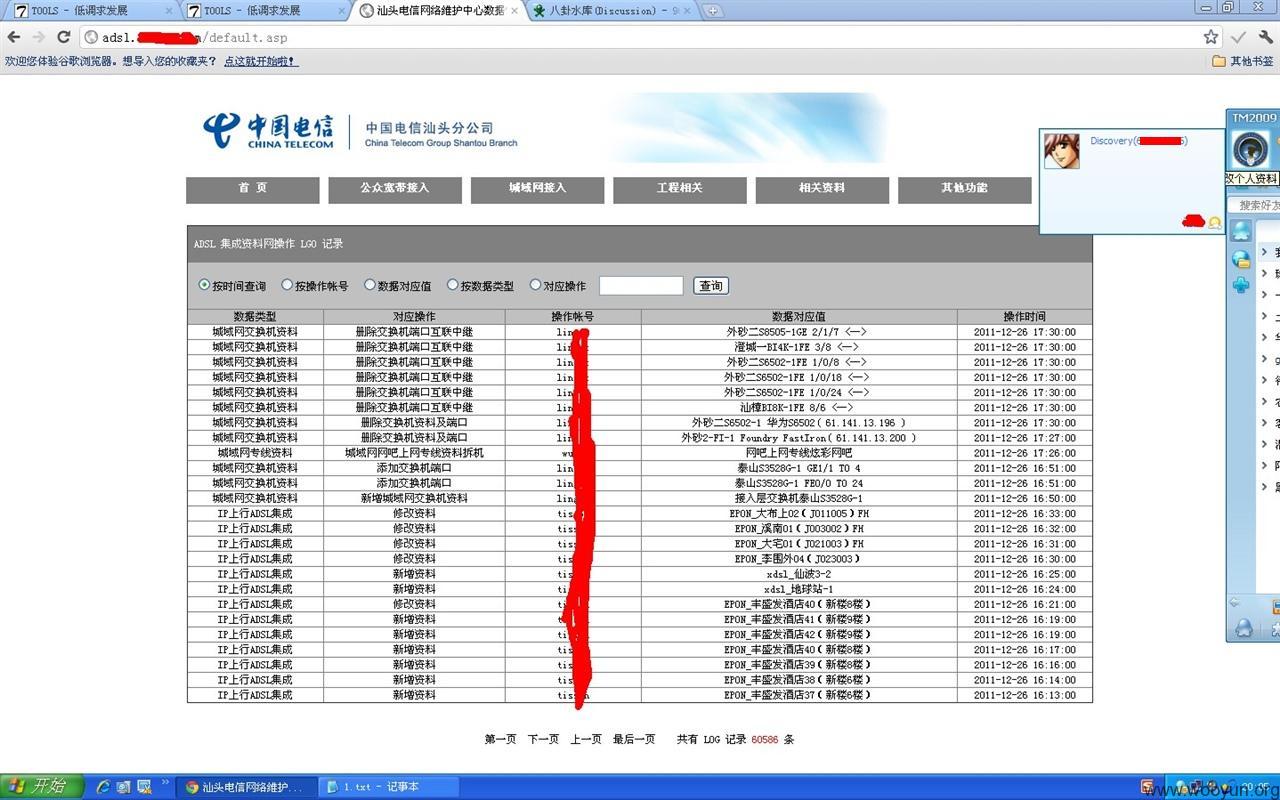 TOOLS - 低调求发展
TOOLS - 低调求发展
汕头电信网络维护中心数据
八卦水库(Discussion) - 9
adsl. /default.asp
欢迎您体验谷歌浏览器。想导入您的收藏夹? 点这就开始啦!
其他书签
中国电信
CHINA TELECOM
中国电信汕头分公司
China Telecom Group Shantou Branch
TM2009
Discovery(
改个人资料
搜索好友
首 页 公众宽带接入 城域网接入 工程相关 相关资料 其他功能
ADSL 集成资料网操作 LGO 记录
按时间查询 按操作帐号 数据对应值 按数据类型 对应操作 查询
数据类型 对应操作 操作帐号 数据对应值 操作时间
城域网交换机资料 删除交换机端口互联中继 lin 外砂二S8505-1GE 2/1/7 <--> 2011-12-26 17:30:00
城域网交换机资料 删除交换机端口互联中继 lin 澄城一BI4K-1FE 3/8 <--> 2011-12-26 17:30:00
城域网交换机资料 删除交换机端口互联中继 lin 外砂二S6502-1FE 1/0/8 <--> 2011-12-26 17:30:00
城域网交换机资料 删除交换机端口互联中继 lin 外砂二S6502-1FE 1/0/18 <--> 2011-12-26 17:30:00
城域网交换机资料 删除交换机端口互联中继 lin 外砂二S6502-1FE 1/0/24 <--> 2011-12-26 17:30:00
城域网交换机资料 删除交换机端口互联中继 lin 汕樟BI8K-1FE 8/6 <--> 2011-12-26 17:30:00
城域网交换机资料 删除交换机资料及端口 li 外砂二S6502-1 华为S6502(61.141.13.196 ) 2011-12-26 17:30:00
城域网交换机资料 删除交换机资料及端口 lin 外砂2-FI-1 Foundry FastIron(61.141.13.200 ) 2011-12-26 17:27:00
城域网专线资料 城域网网吧上网专线资料拆机 wu 网吧上网专线炫彩网吧 2011-12-26 17:26:00
城域网交换机资料 添加交换机端口 lin 泰山S3528G-1 GE1/1 TO 4 2011-12-26 16:51:00
城域网交换机资料 添加交换机端口 lin 泰山S3528G-1 FE0/0 TO 24 2011-12-26 16:51:00
城域网交换机资料 新增城域网交换机资料 lin 接入层交换机泰山S3528G-1 2011-12-26 16:50:00
IP上行ADSL集成 修改资料 tis EPON_大布上02(J011005)FH 2011-12-26 16:33:00
IP上行ADSL集成 修改资料 tis EPON_溪南01(J003002)FH 2011-12-26 16:32:00
IP上行ADSL集成 修改资料 tis EPON_大宅01(J021003)FH 2011-12-26 16:31:00
IP上行ADSL集成 修改资料 tis EPON_李围外04(J023003) 2011-12-26 16:30:00
IP上行ADSL集成 新增资料 tis xdsl_仙波3-2 2011-12-26 16:25:00
IP上行ADSL集成 新增资料 ti xdsl_地球站-1 2011-12-26 16:24:00
IP上行ADSL集成 修改资料 ti EPON_丰盛发酒店40(新楼8楼) 2011-12-26 16:21:00
IP上行ADSL集成 新增资料 t EPON_丰盛发酒店41(新楼9楼) 2011-12-26 16:19:00
IP上行ADSL集成 新增资料 ti EPON_丰盛发酒店42(新楼9楼) 2011-12-26 16:19:00
IP上行ADSL集成 新增资料 tis EPON_丰盛发酒店40(新楼8楼) 2011-12-26 16:17:00
IP上行ADSL集成 新增资料 tis EPON_丰盛发酒店39(新楼8楼) 2011-12-26 16:16:00
IP上行ADSL集成 新增资料 tis EPON_丰盛发酒店38(新楼6楼) 2011-12-26 16:14:00
IP上行ADSL集成 新增资料 tis EPON_丰盛发酒店37(新楼6楼) 2011-12-26 16:13:00
第一页 下一页 上一页 最后一页 共有 LOG 记录 60586 条
开始
汕头电信网络维护...
1.txt - 记事本
www.wooyun.org